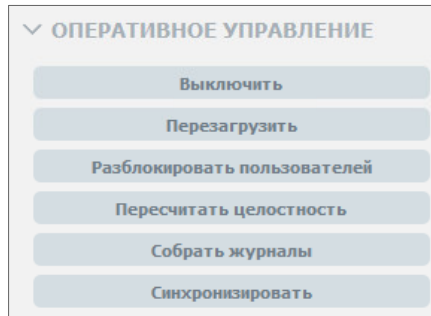 ОПЕРАТИВНОЕ УПРАВЛЕНИЕ
Выключить
Перезагрузить
Разблокировать пользователей
Пересчитать целостность
Собрать журналы
Синхронизировать